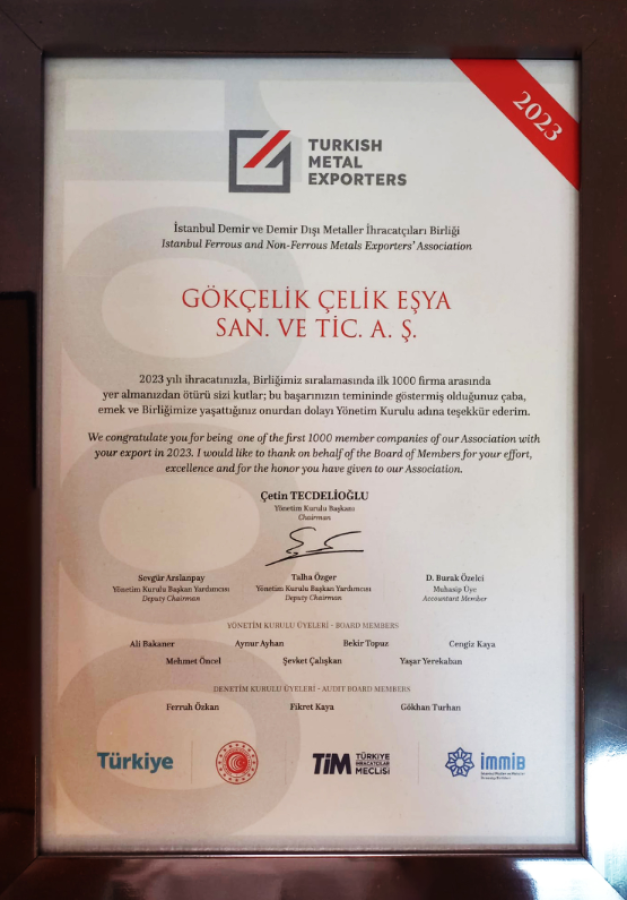 2023
TURKISH
METAL
EXPORTERS
İstanbul Demir ve Demir Dışı Metaller İhracatçıları Birliği
Istanbul Ferrous and Non-Ferrous Metals Exporters' Association
GÖKÇELİK ÇELİK EŞYA
SAN. VE TİC. A. Ş.
2023 yılı ihracatınızla, Birliğimiz sıralamasında ilk 1000 firma arasında
yer almanızdan ötürü sizi kutlar; bu başarınızın temininde göstermiş olduğunuz çaba,
emek ve Birliğimize yaşattığınız onurdan dolayı Yönetim Kurulu adına teşekkür ederim.
We congratulate you for being one of the first 1000 member companies of our Association with
your export in 2023. I would like to thank on behalf of the Board of Members for your effort,
excellence and for the honor you have given to our Association.
Çetin TECDELİOĞLU
Yönetim Kurulu Başkanı
Chairman
Sevgür Arslanpay Talha Özger D. Burak Özelci
Yönetim Kurulu Başkan Yardımcısı Yönetim Kurulu Başkan Yardımcısı Muhasip Üye
Deputy Chairman Deputy Chairman Accountant Member
YÖNETİM KURULU ÜYELERİ - BOARD MEMBERS
Ali Bakaner Aynur Ayhan Bekir Topuz Cengiz Kaya
Mehmet Öncel Şevket Çalışkan Yaşar Yerekaban
DENETİM KURULU ÜYELERİ - AUDIT BOARD MEMBERS
Ferruh Özkan Fikret Kaya Gökhan Turhan
Türkiye TİM TÜRKİYE İHRACATÇILAR MECLİSİ immib